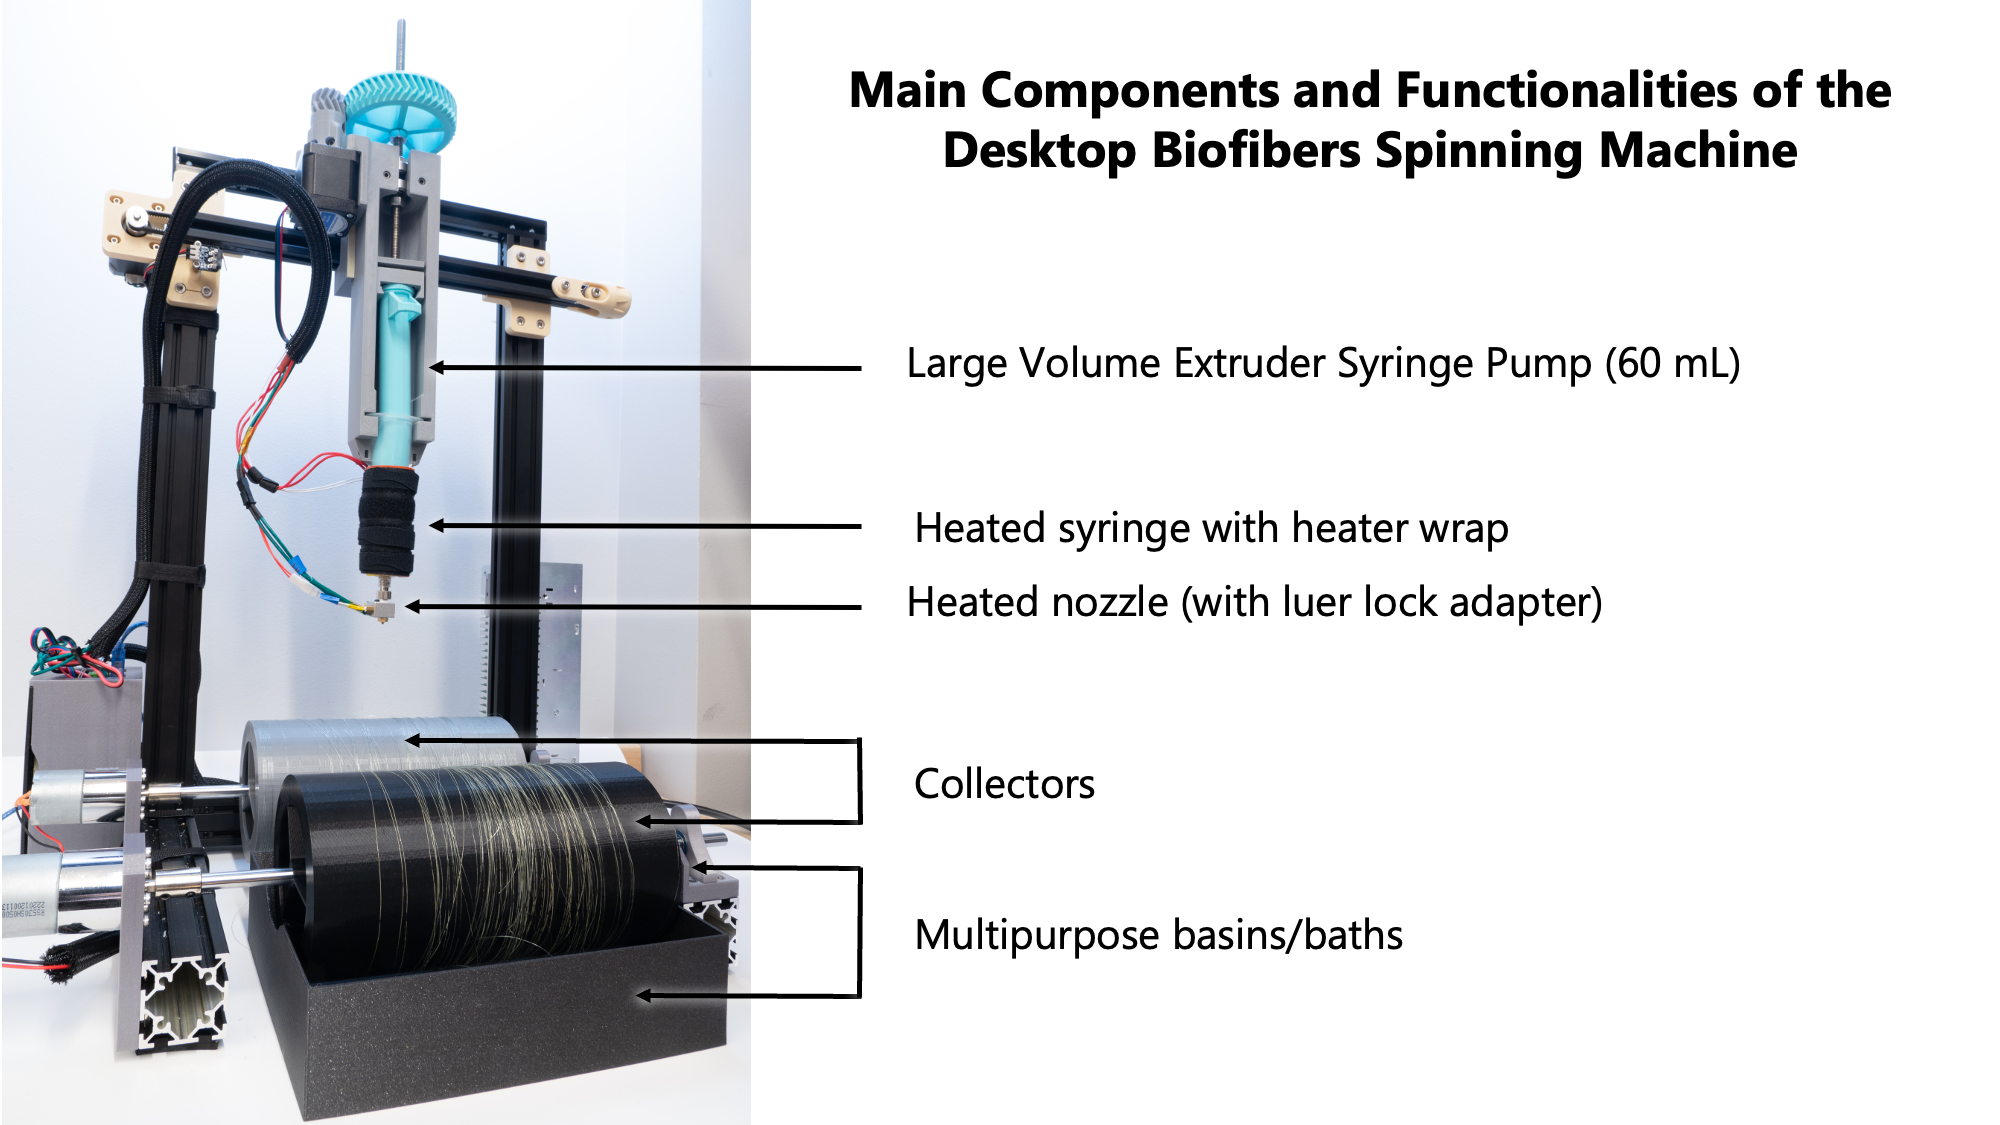 Main Components and Functionalities of the
Desktop Biofibers Spinning Machine
Large Volume Extruder Syringe Pump (60 mL)
Heated syringe with heater wrap
Heated nozzle (with luer lock adapter)
Collectors
Multipurpose basins/baths